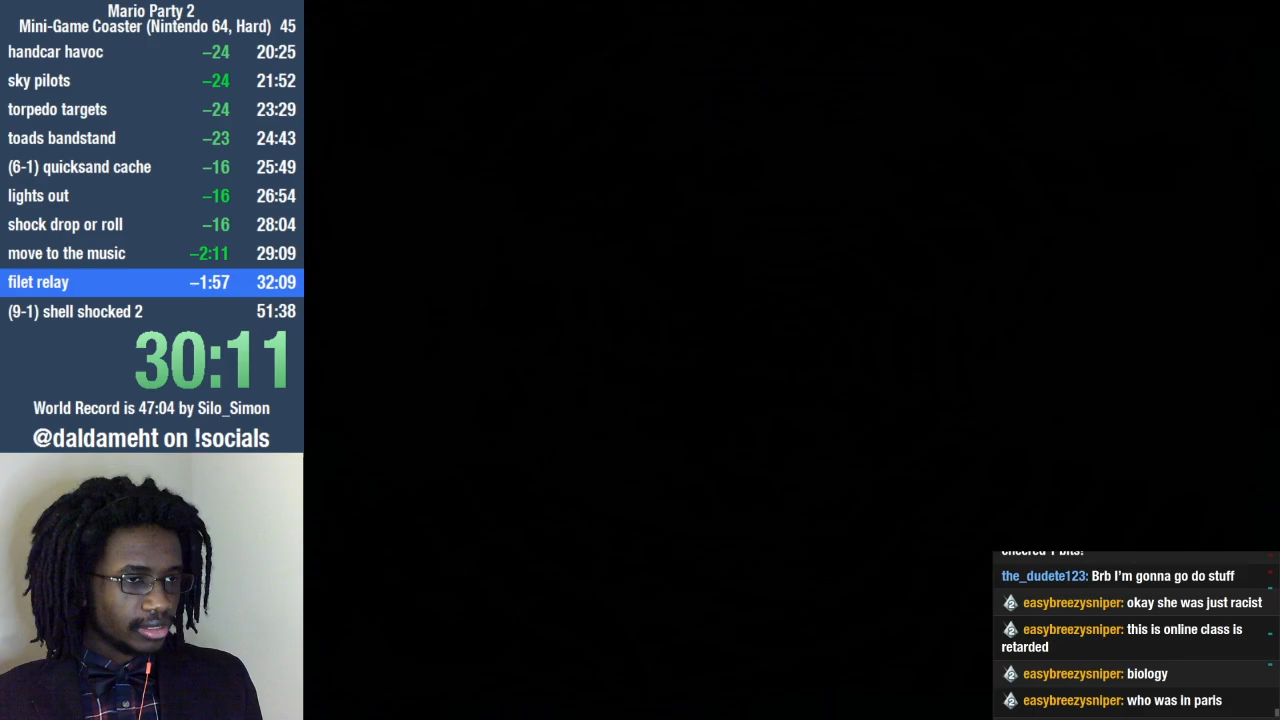 Mario Party 2
Mini-Game Coaster (Nintendo 64, Hard) 45
handcar havoc −24 20:25
sky pilots −24 21:52
torpedo targets −24 23:29
toads bandstand −23 24:43
(6-1) quicksand cache −16 25:49
lights out −16 26:54
shock drop or roll −16 28:04
move to the music −2:11 29:09
filet relay −1:57 32:09
(9-1) shell shocked 2 51:38
30:11
World Record is 47:04 by Silo_Simon
@daldameht on !socials
cheered 1 bits!
the_dudete123: Brb I'm gonna go do stuff
easybreezysniper: okay she was just racist
easybreezysniper: this is online class is
retarded
easybreezysniper: biology
easybreezysniper: who was in paris